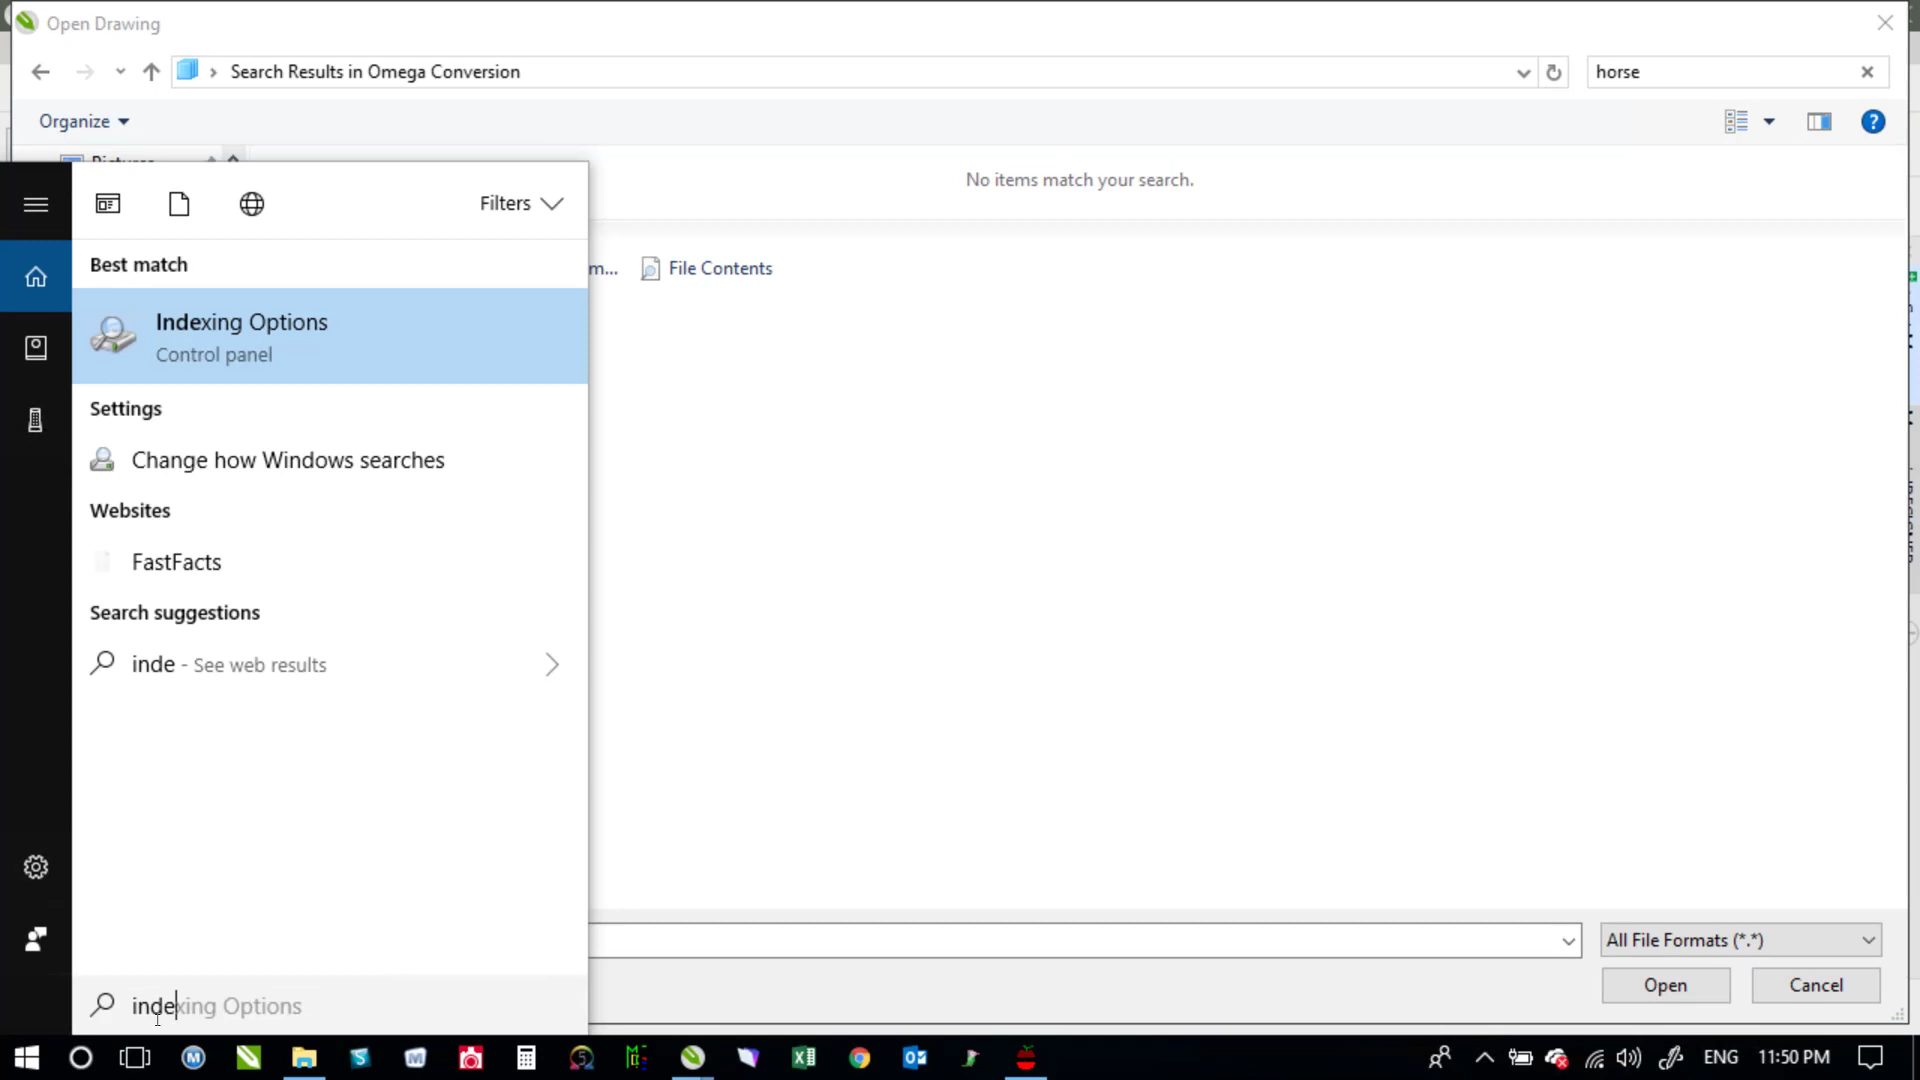 Open Drawing
Search Results in Omega Conversion
horse
Organize
No items match your search.
Filters
Best match
m...
File Contents
Indexing Options
Control panel
Settings
Change how Windows searches
Websites
FastFacts
Search suggestions
inde - See web results
All File Formats (*.*)
Open
Cancel
indexing Options
ENG
11:50 PM